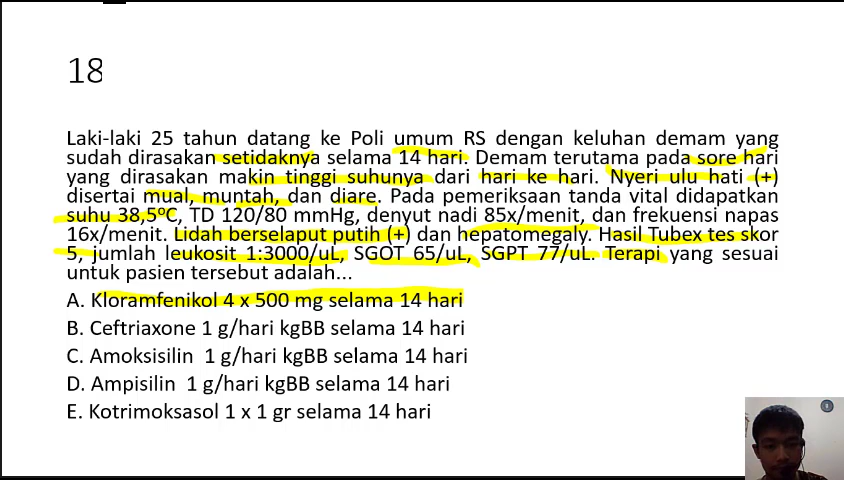 18
Laki-laki 25 tahun datang ke Poli umum RS dengan keluhan demam yang
sudah dirasakan setidaknya selama 14 hari. Demam terutama pada sore hari
yang dirasakan makin tinggi suhunya dari hari ke hari. Nyeri ulu hati (+)
disertai mual, muntah, dan diare. Pada pemeriksaan tanda vital didapatkan
suhu 38,5ºC, TD 120/80 mmHg, denyut nadi 85x/menit, dan frekuensi napas
16x/menit. Lidah berselaput putih (+) dan hepatomegaly. Hasil Tubex tes skor
5, jumlah leukosit 1:3000/uL, SGOT 65/uL, SGPT 77/uL. Terapi yang sesuai
untuk pasien tersebut adalah...
A. Kloramfenikol 4 x 500 mg selama 14 hari
B. Ceftriaxone 1 g/hari kgBB selama 14 hari
C. Amoksisilin 1 g/hari kgBB selama 14 hari
D. Ampisilin 1 g/hari kgBB selama 14 hari
E. Kotrimoksasol 1 x 1 gr selama 14 hari